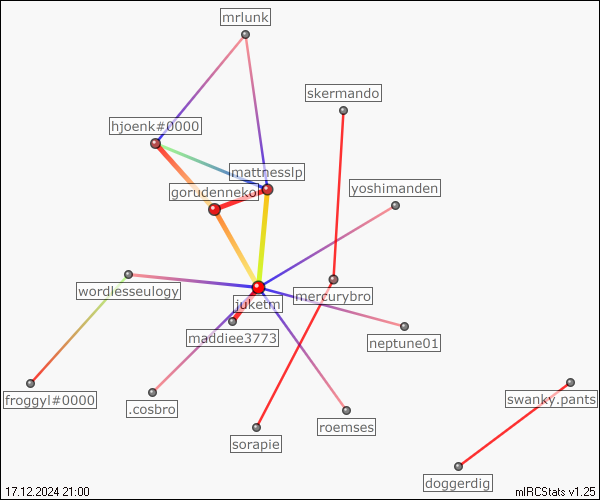 mrlunk
skermando
hjoenk#0000
mattnesslp
gorudenneko
yoshimanden
wordlesseulogy
mercurybro
juketm
maddiee3773
neptune01
froggyl#0000
.cosbro
swanky.pants
roemses
sorapie
doggerdig
17.12.2024 21:00
mIRCStats v1.25